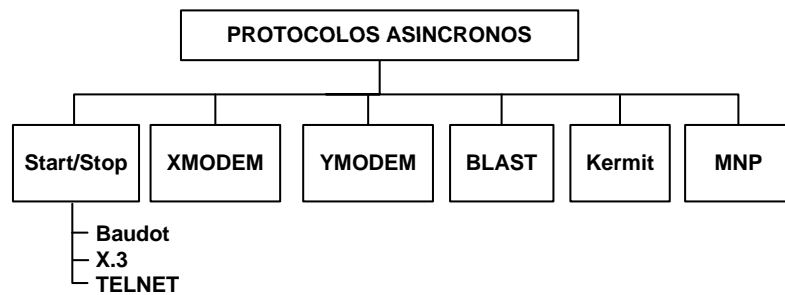 PROTOCOLOS ASINCRONOS
Start/Stop
XMODEM
YMODEM
BLAST
Kermit
MNP
Baudot
X.3
TELNET